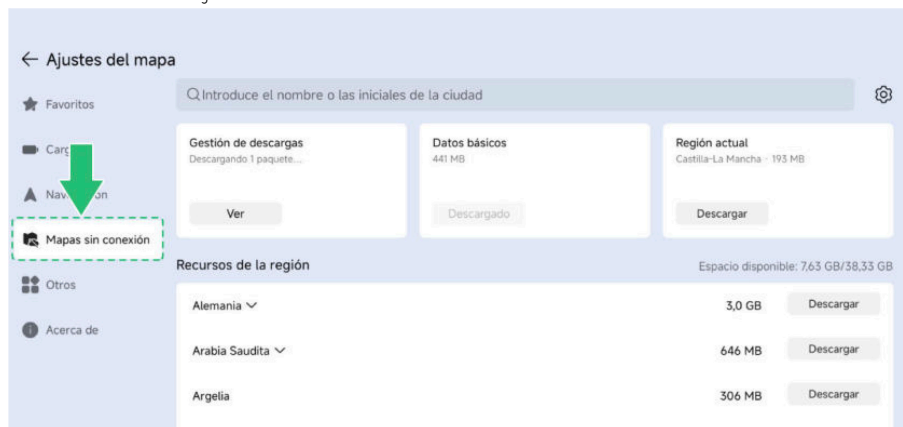 ← Ajustes del mapa
Introduce el nombre o las iniciales de la ciudad
Favoritos
Mapas sin conexión
Otros
Acerca de
Gestión de descargas
Descargando 1 paquete...
Ver
Datos básicos
441 MB
Descargado
Región actual
Castilla-La Mancha · 193 MB
Descargar
Recursos de la región
Espacio disponible: 7,63 GB/38,33 GB
Alemania 3,0 GB Descargar
Arabia Saudita 646 MB Descargar
Argelia 306 MB Descargar